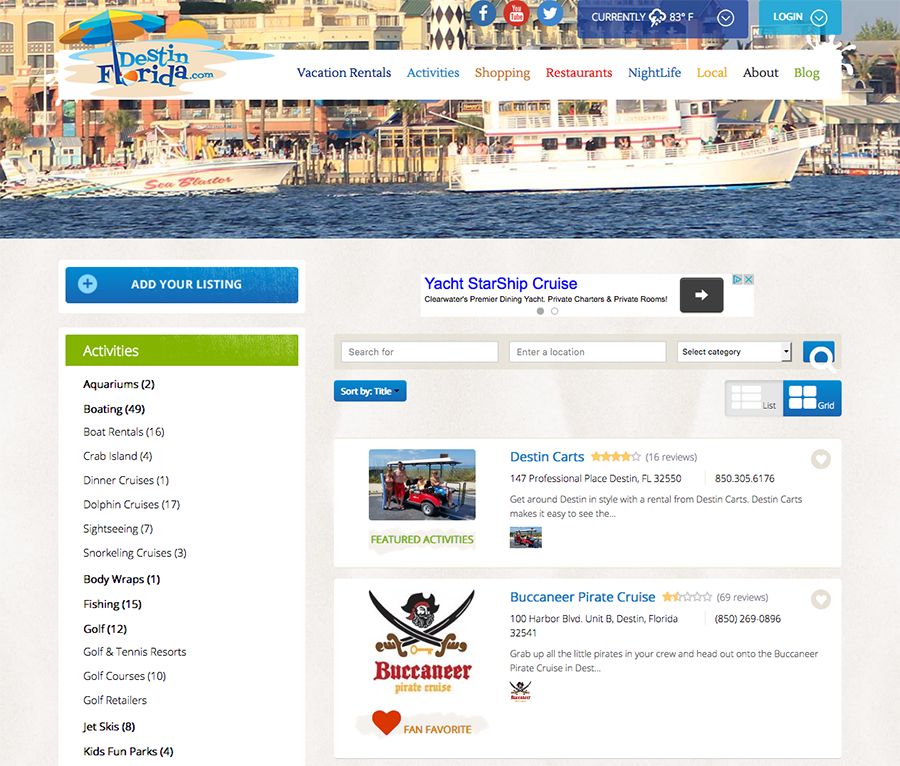 CURRENTLY 83° F
LOGIN
You
Tube
Destin
Florida.com
Vacation Rentals Activities Shopping Restaurants NightLife Local About Blog
Sea Blaster
ADD YOUR LISTING
Yacht StarShip Cruise
Clearwater's Premier Dining Yacht. Private Charters & Private Rooms!
Activities
Search for
Enter a location
Select category
Aquariums (2)
Boating (49)
Boat Rentals (16)
Crab Island (4)
Dinner Cruises (1)
Dolphin Cruises (17)
Sightseeing (7)
Snorkeling Cruises (3)
Body Wraps (1)
Fishing (15)
Golf (12)
Golf & Tennis Resorts
Golf Courses (10)
Golf Retailers
Jet Skis (8)
Kids Fun Parks (4)
Sort by: Title
List
Grid
Destin Carts (16 reviews)
147 Professional Place Destin, FL 32550 850.305.6176
Get around Destin in style with a rental from Destin Carts. Destin Carts
makes it easy to see the...
FEATURED ACTIVITIES
Buccaneer Pirate Cruise (69 reviews)
100 Harbor Blvd. Unit B, Destin, Florida
32541
(850) 269-0896
Grab up all the little pirates in your crew and head out onto the Buccaneer
Pirate Cruise in Dest...
Buccaneer
pirate cruise
FAN FAVORITE